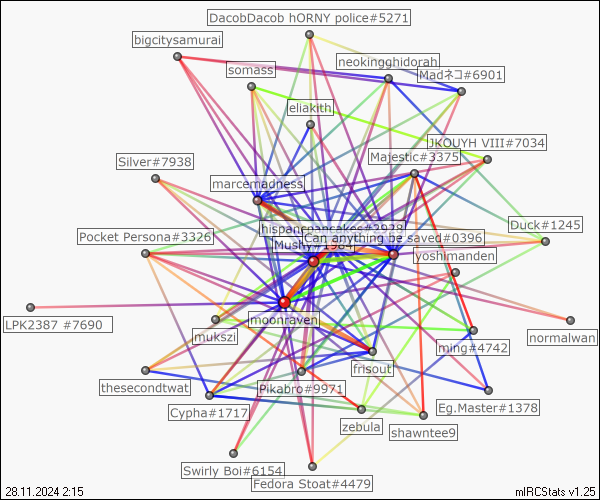 DacobDacob hORNY police#5271
bigcitysamurai
neokingghidorah
somass
Madネコ#6901
eliakith
JKOUYH VIII#7034
Majestic#3375
Silver#7938
marcemadness
Duck#1245
hispanepancakes#3928
Pocket Persona#3326
Can anything be saved#0396
Mushy#1984
yoshimanden
LPK2387 #7690
moonraven
mukszi
normalwan
ming#4742
frisout
thesecondtwat
Pikabro#9971
Cypha#1717
Eg.Master#1378
zebula
shawntee9
Swirly Boi#6154
Fedora Stoat#4479
28.11.2024 2:15
mIRCStats v1.25